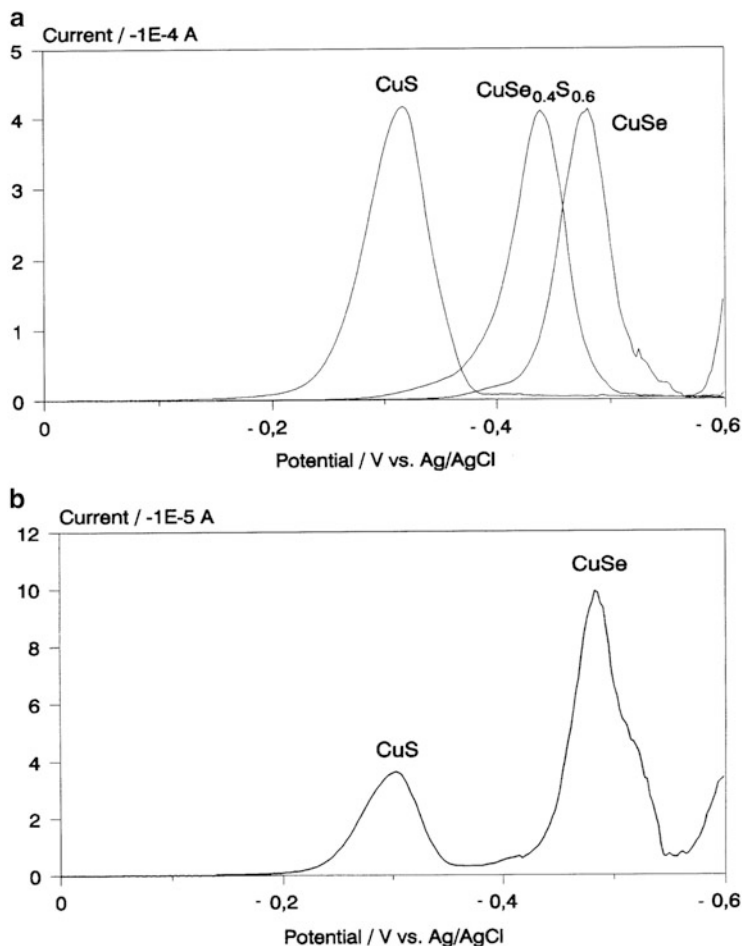 a
Current / -1E-4 A
5
4
3
2
1
0
CuS
CuSe0.4S0.6
CuSe
0
- 0,2
- 0,4
- 0,6
Potential / V vs. Ag/AgCl
b
Current / -1E-5 A
12
10
8
6
4
2
0
CuS
CuSe
0
- 0,2
- 0,4
- 0,6
Potential / V vs. Ag/AgCl